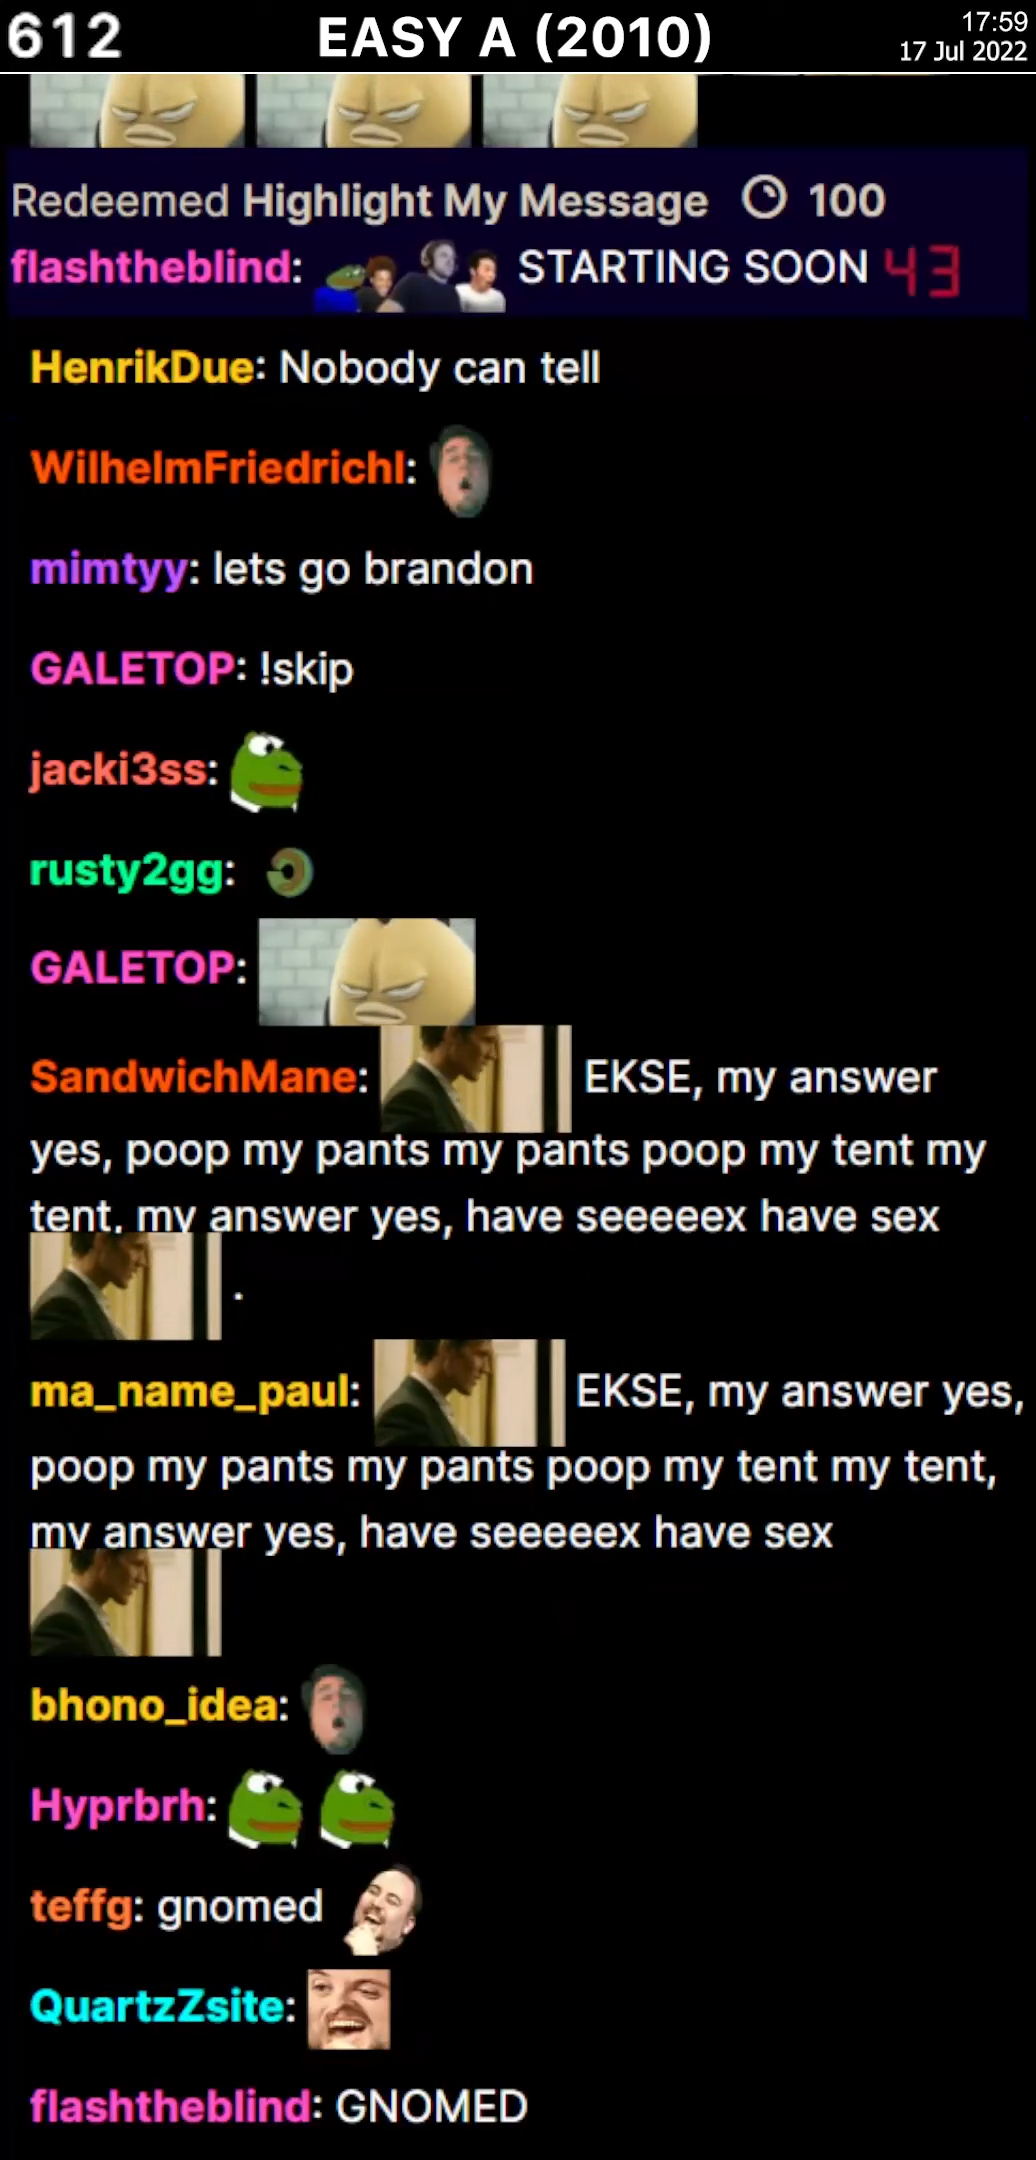 612
EASY A (2010)
17:59
17 Jul 2022
Redeemed Highlight My Message 100
flashtheblind: STARTING SOON 43
HenrikDue: Nobody can tell
WilhelmFriedrichI:
mimtyy: lets go brandon
GALETOP: !skip
jacki3ss:
rusty2gg:
GALETOP:
SandwichMane: EKSE, my answer
yes, poop my pants my pants poop my tent my
tent, my answer yes, have seeeeex have sex
.
ma_name_paul: EKSE, my answer yes,
poop my pants my pants poop my tent my tent,
my answer yes, have seeeeex have sex
bhono_idea:
Hyprbrh:
teffg: gnomed
QuartzZsite:
flashtheblind: GNOMED